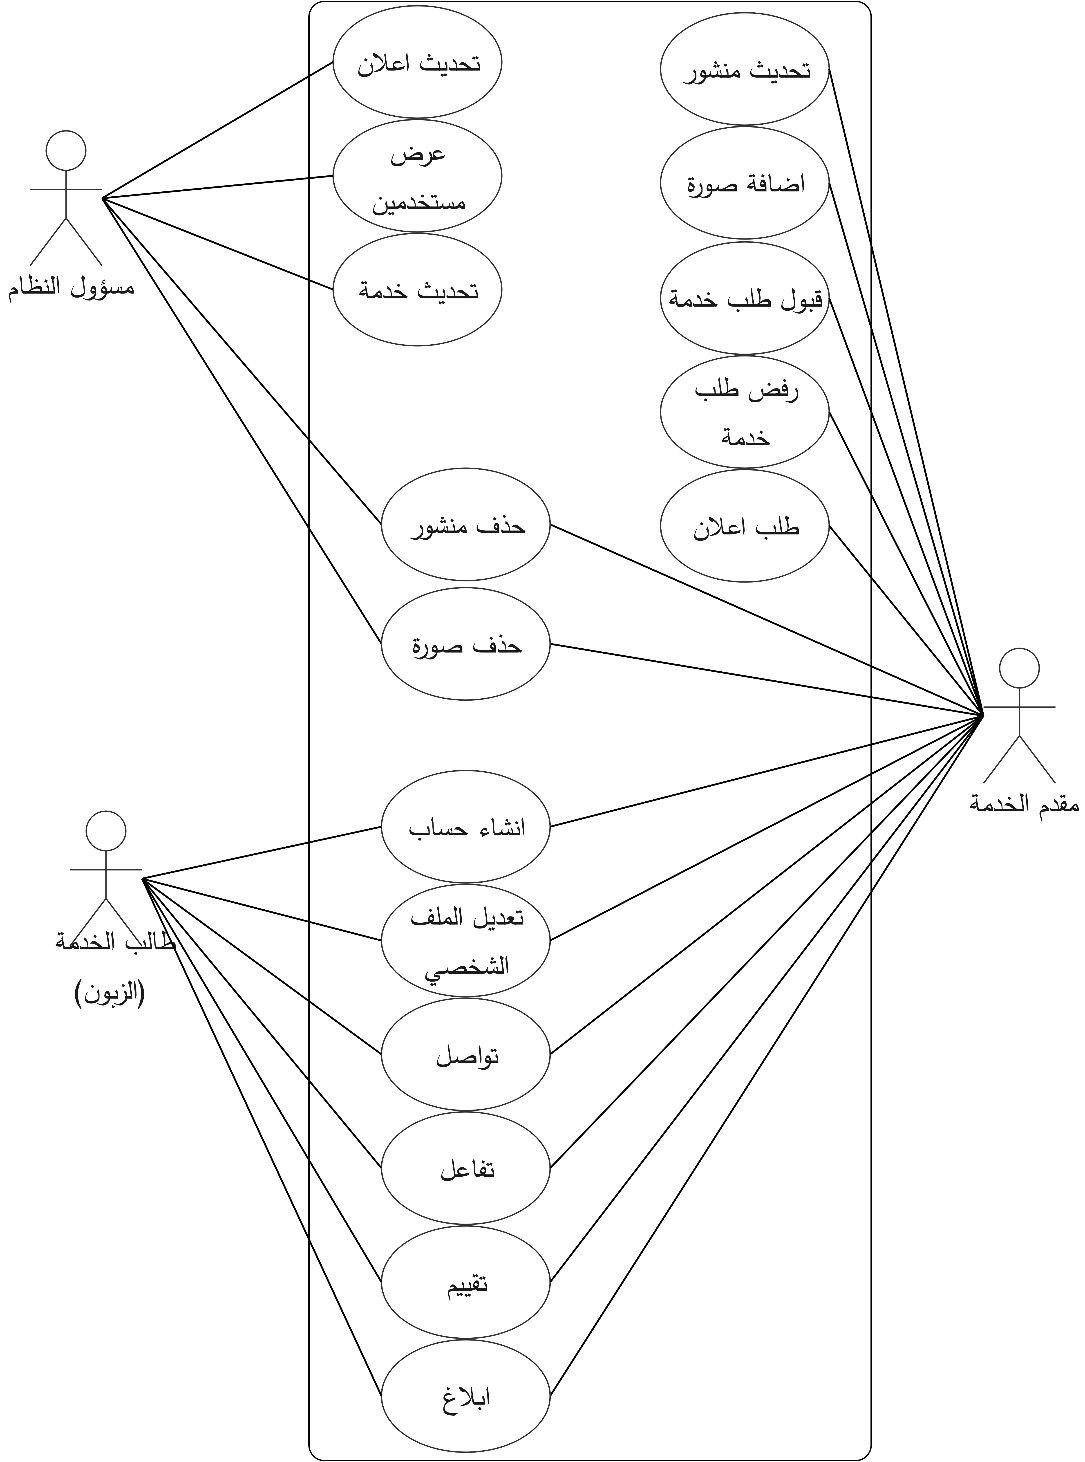 تحديث اعلان
تحديث منشور
عرض
مستخدمين
اضافة صورة
مسؤول النظام
تحديث خدمة
قبول طلب خدمة
رفض طلب
خدمة
حذف منشور
طلب اعلان
حذف صورة
مقدم الخدمة
انشاء حساب
تعديل الملف
الشخصي
طالب الخدمة
(الزبون)
تواصل
تفاعل
تقييم
ابلاغ